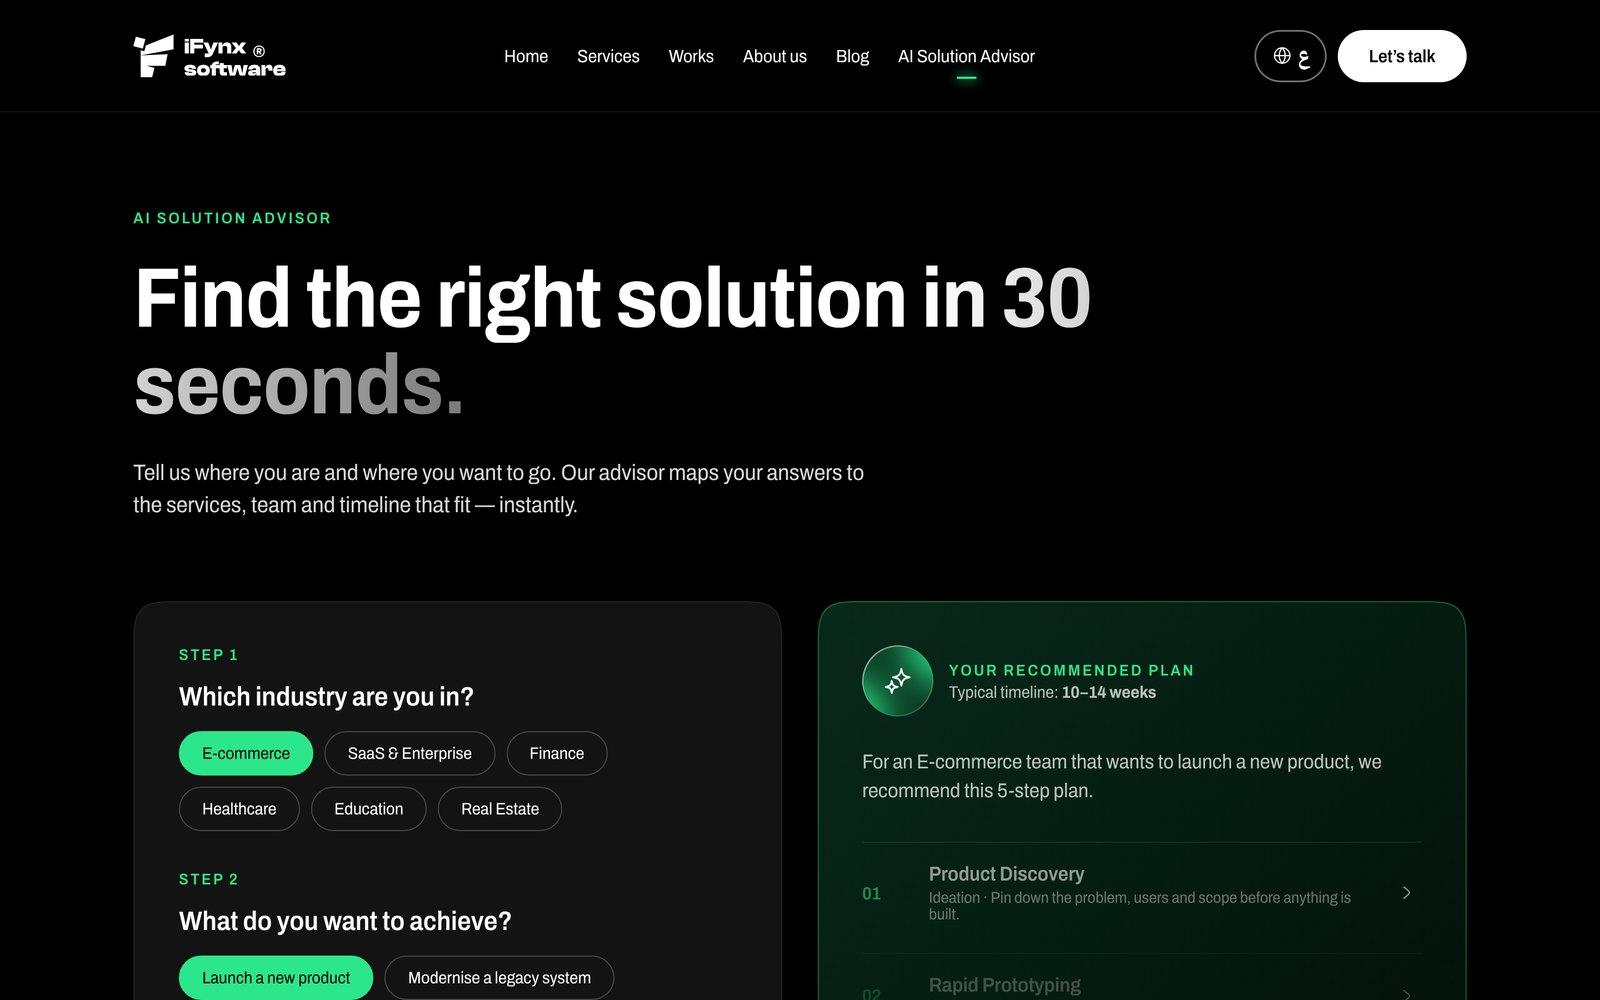 iFynx ®
software
Home
Services
Works
About us
Blog
AI Solution Advisor
ع
Let’s talk
AI SOLUTION ADVISOR
Find the right solution in 30
seconds.
Tell us where you are and where you want to go. Our advisor maps your answers to
the services, team and timeline that fit — instantly.
STEP 1
Which industry are you in?
E-commerce
SaaS & Enterprise
Finance
Healthcare
Education
Real Estate
STEP 2
What do you want to achieve?
Launch a new product
Modernise a legacy system
YOUR RECOMMENDED PLAN
Typical timeline: 10–14 weeks
For an E-commerce team that wants to launch a new product, we
recommend this 5-step plan.
01
Product Discovery
Ideation · Pin down the problem, users and scope before anything is
built.
02
Rapid Prototyping